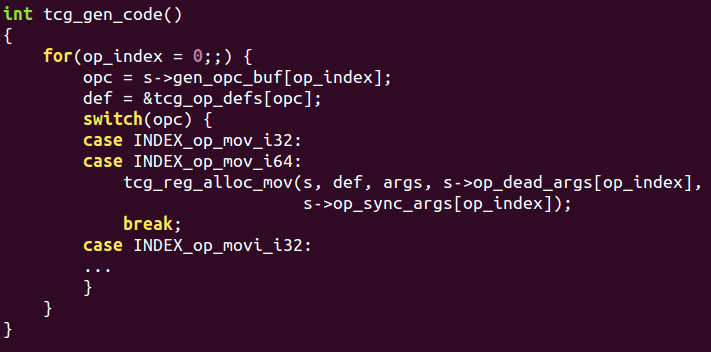 int tcg_gen_code()
{
    for(op_index = 0;;) {
        opc = s->gen_opc_buf[op_index];
        def = &tcg_op_defs[opc];
        switch(opc) {
        case INDEX_op_mov_i32:
        case INDEX_op_mov_i64:
            tcg_reg_alloc_mov(s, def, args, s->op_dead_args[op_index],
                              s->op_sync_args[op_index]);
            break;
        case INDEX_op_movi_i32:
        ...
        }
    }
}